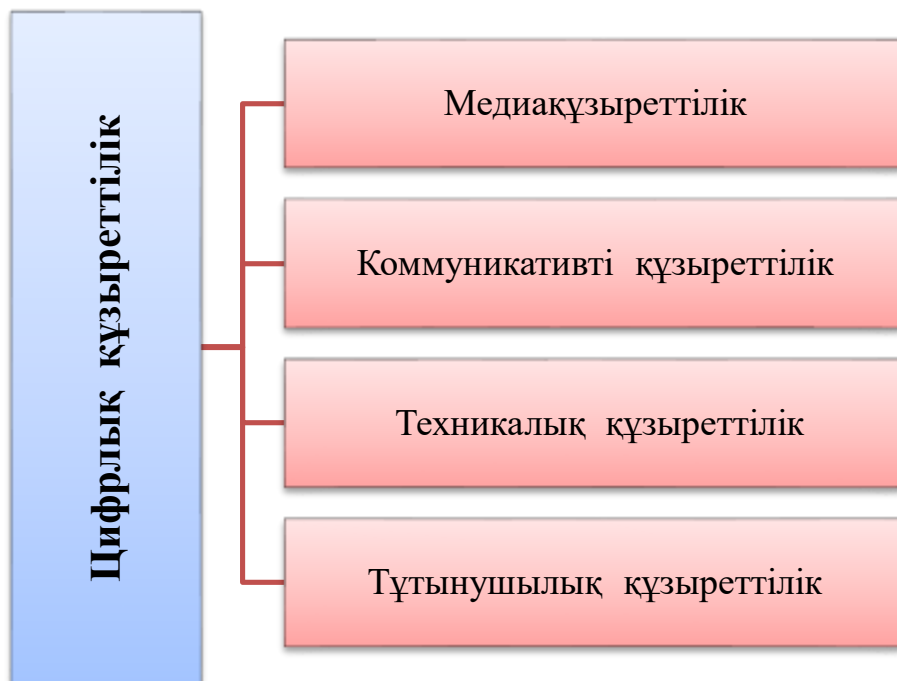 Цифрлық құзыреттілік
Медиақұзыреттілік
Коммуникативті құзыреттілік
Техникалық құзыреттілік
Тұтынушылық құзыреттілік